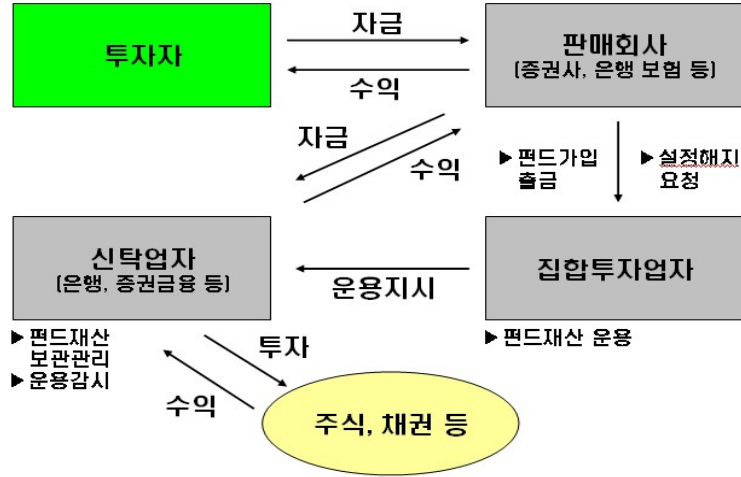 투자자
자금
수익
판매회사
(증권사, 은행 보험 등)
자금
수익
▶ 펀드가입
출금
▶ 설정해지
요청
신탁업자
(은행, 증권금융 등)
운용지시
집합투자업자
▶ 펀드재산
보관관리
▶ 운용감시
▶ 펀드재산 운용
투자
수익
주식, 채권 등